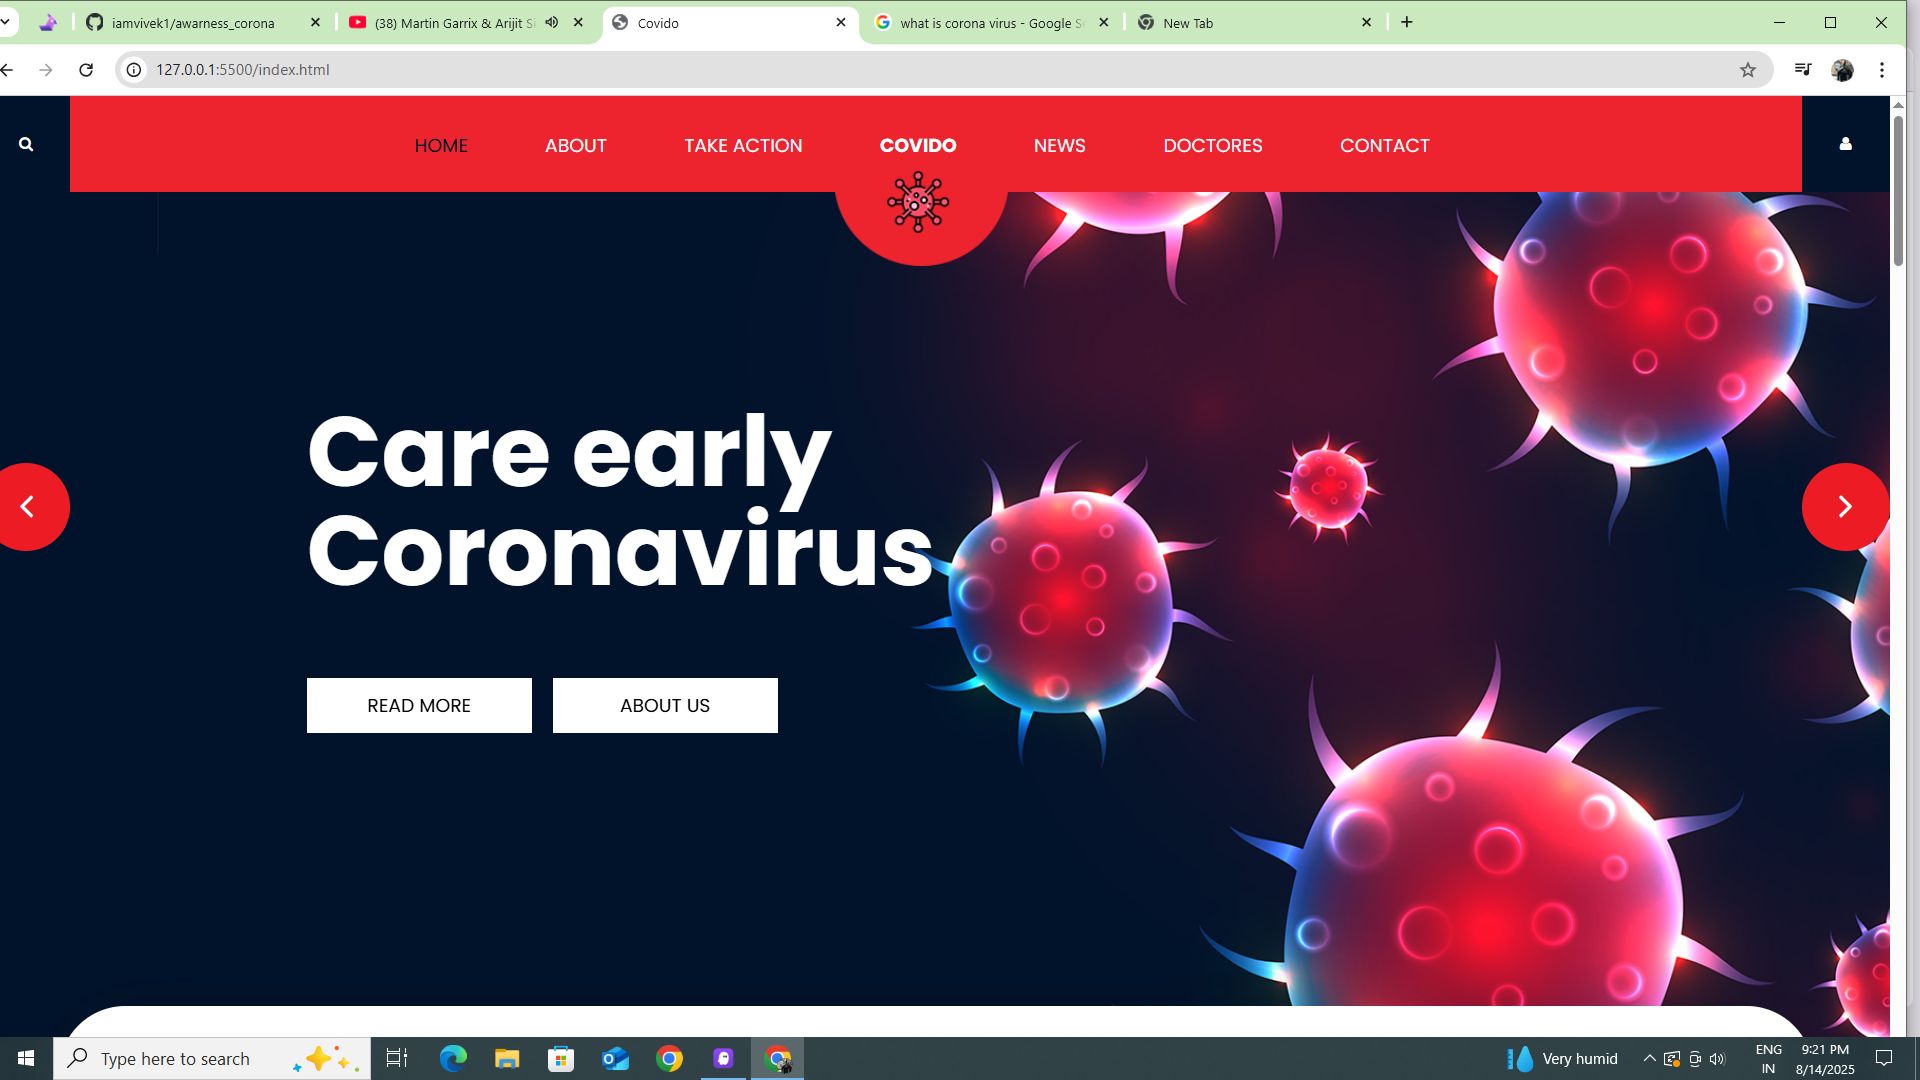 iamvivek1/awarness_corona
(38) Martin Garrix & Arijit Si
Covido
what is corona virus - Google Se
New Tab
127.0.0.1:5500/index.html
HOME
ABOUT
TAKE ACTION
COVIDO
NEWS
DOCTORES
CONTACT
Care early
Coronavirus
READ MORE
ABOUT US
Type here to search
Very humid
ENG
IN
9:21 PM
8/14/2025